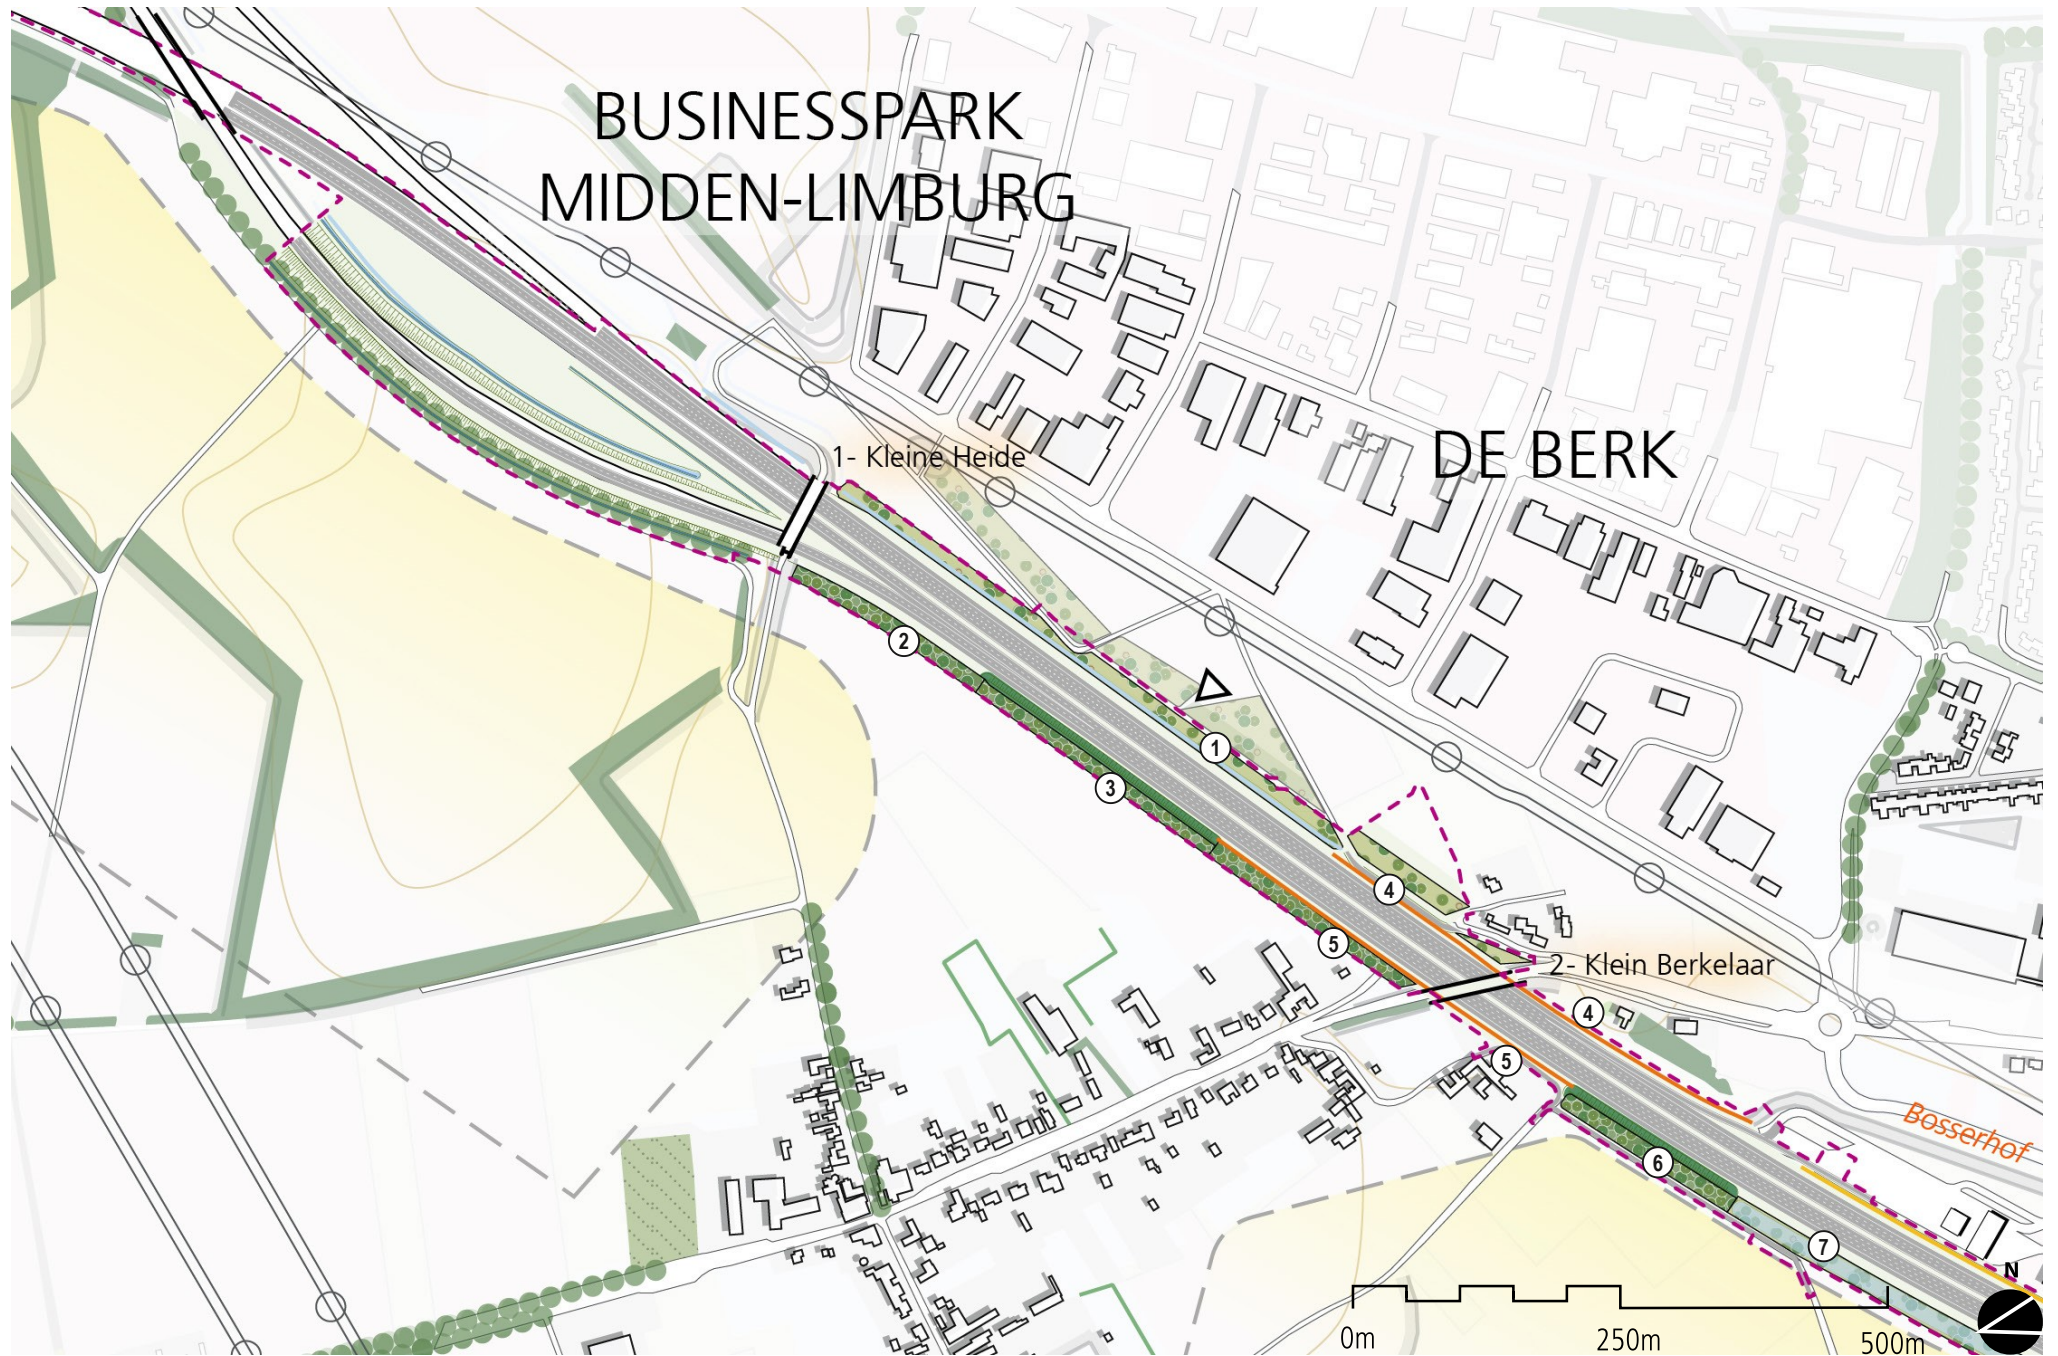 BUSINESSPARK
MIDDEN-LIMBURG
DE BERK
1- Kleine Heide
2
1
3
4
5
2- Klein Berkelaar
4
5
Bosserhof
6
7
N
0m 250m 500m